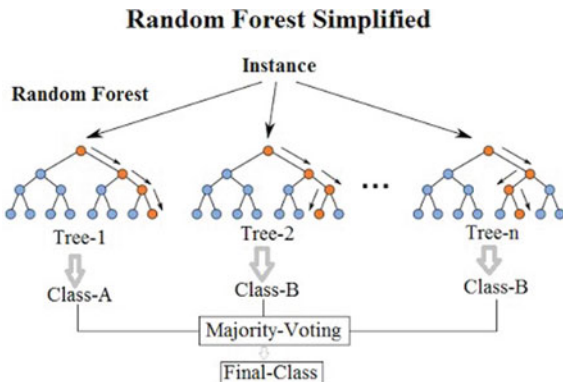 Random Forest Simplified
Instance
Random Forest
...
Tree-1 Tree-2 Tree-n
Class-A Class-B Class-B
Majority-Voting
Final-Class